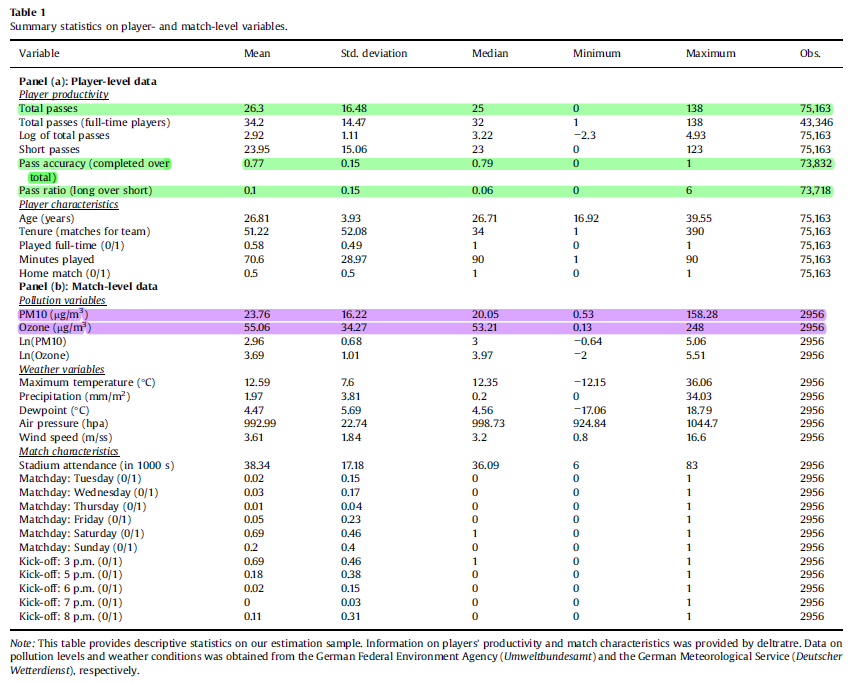 Table 1
Summary statistics on player- and match-level variables.
Variable Mean Std. deviation Median Minimum Maximum Obs.
Panel (a): Player-level data
Player productivity
Total passes 26.3 16.48 25 0 138 75,163
Total passes (full-time players) 34.2 14.47 32 1 138 43,346
Log of total passes 2.92 1.11 3.22 −2.3 4.93 75,163
Short passes 23.95 15.06 23 0 123 75,163
Pass accuracy (completed over 0.77 0.15 0.79 0 1 73,832
total)
Pass ratio (long over short) 0.1 0.15 0.06 0 6 73,718
Player characteristics
Age (years) 26.81 3.93 26.71 16.92 39.55 75,163
Tenure (matches for team) 51.22 52.08 34 1 390 75,163
Played full-time (0/1) 0.58 0.49 1 0 1 75,163
Minutes played 70.6 28.97 90 1 90 75,163
Home match (0/1) 0.5 0.5 1 0 1 75,163
Panel (b): Match-level data
Pollution variables
PM10 (μg/m³) 23.76 16.22 20.05 0.53 158.28 2956
Ozone (μg/m³) 55.06 34.27 53.21 0.13 248 2956
Ln(PM10) 2.96 0.68 3 −0.64 5.06 2956
Ln(Ozone) 3.69 1.01 3.97 −2 5.51 2956
Weather variables
Maximum temperature (°C) 12.59 7.6 12.35 −12.15 36.06 2956
Precipitation (mm/m²) 1.97 3.81 0.2 0 34.03 2956
Dewpoint (°C) 4.47 5.69 4.56 −17.06 18.79 2956
Air pressure (hpa) 992.99 22.74 998.73 924.84 1044.7 2956
Wind speed (m/ss) 3.61 1.84 3.2 0.8 16.6 2956
Match characteristics
Stadium attendance (in 1000 s) 38.34 17.18 36.09 6 83 2956
Matchday: Tuesday (0/1) 0.02 0.15 0 0 1 2956
Matchday: Wednesday (0/1) 0.03 0.17 0 0 1 2956
Matchday: Thursday (0/1) 0.01 0.04 0 0 1 2956
Matchday: Friday (0/1) 0.05 0.23 0 0 1 2956
Matchday: Saturday (0/1) 0.69 0.46 1 0 1 2956
Matchday: Sunday (0/1) 0.2 0.4 0 0 1 2956
Kick-off: 3 p.m. (0/1) 0.69 0.46 1 0 1 2956
Kick-off: 5 p.m. (0/1) 0.18 0.38 0 0 1 2956
Kick-off: 6 p.m. (0/1) 0.02 0.15 0 0 1 2956
Kick-off: 7 p.m. (0/1) 0 0.03 0 0 1 2956
Kick-off: 8 p.m. (0/1) 0.11 0.31 0 0 1 2956
Note: This table provides descriptive statistics on our estimation sample. Information on players' productivity and match characteristics was provided by deltratre. Data on
pollution levels and weather conditions was obtained from the German Federal Environment Agency (Umweltbundesamt) and the German Meteorological Service (Deutscher
Wetterdienst), respectively.